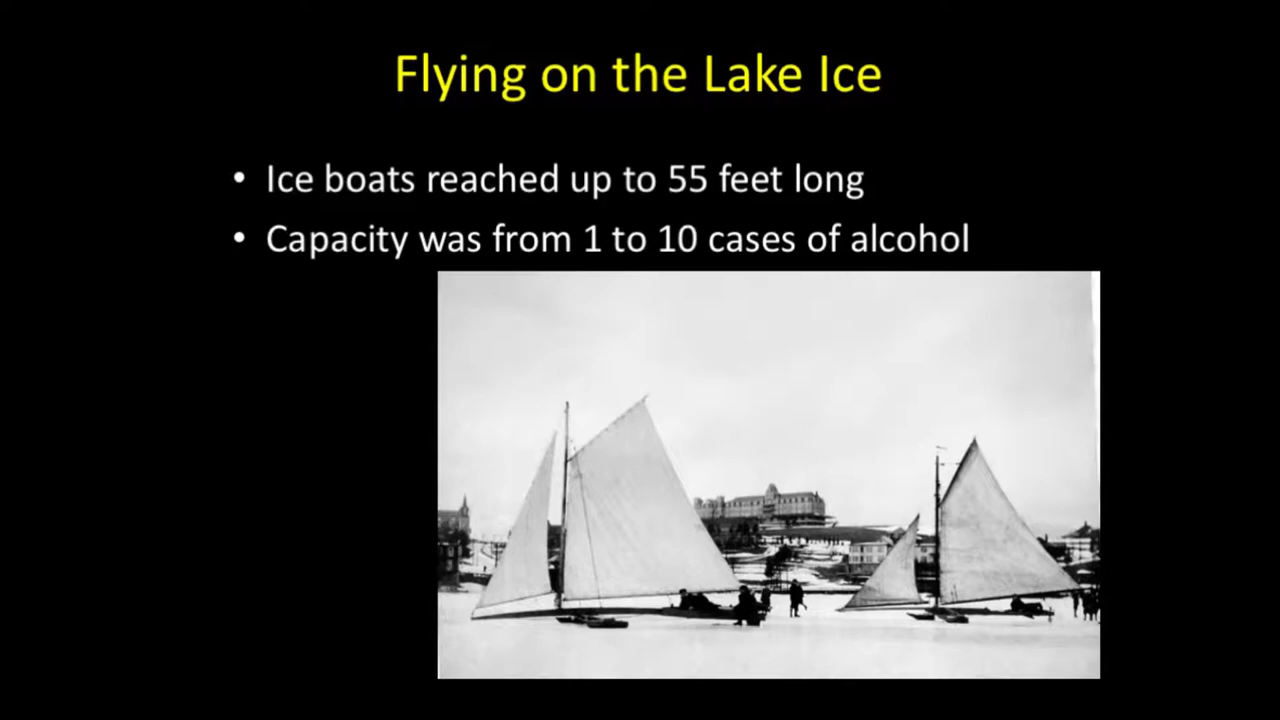 Flying on the Lake Ice
• Ice boats reached up to 55 feet long
• Capacity was from 1 to 10 cases of alcohol